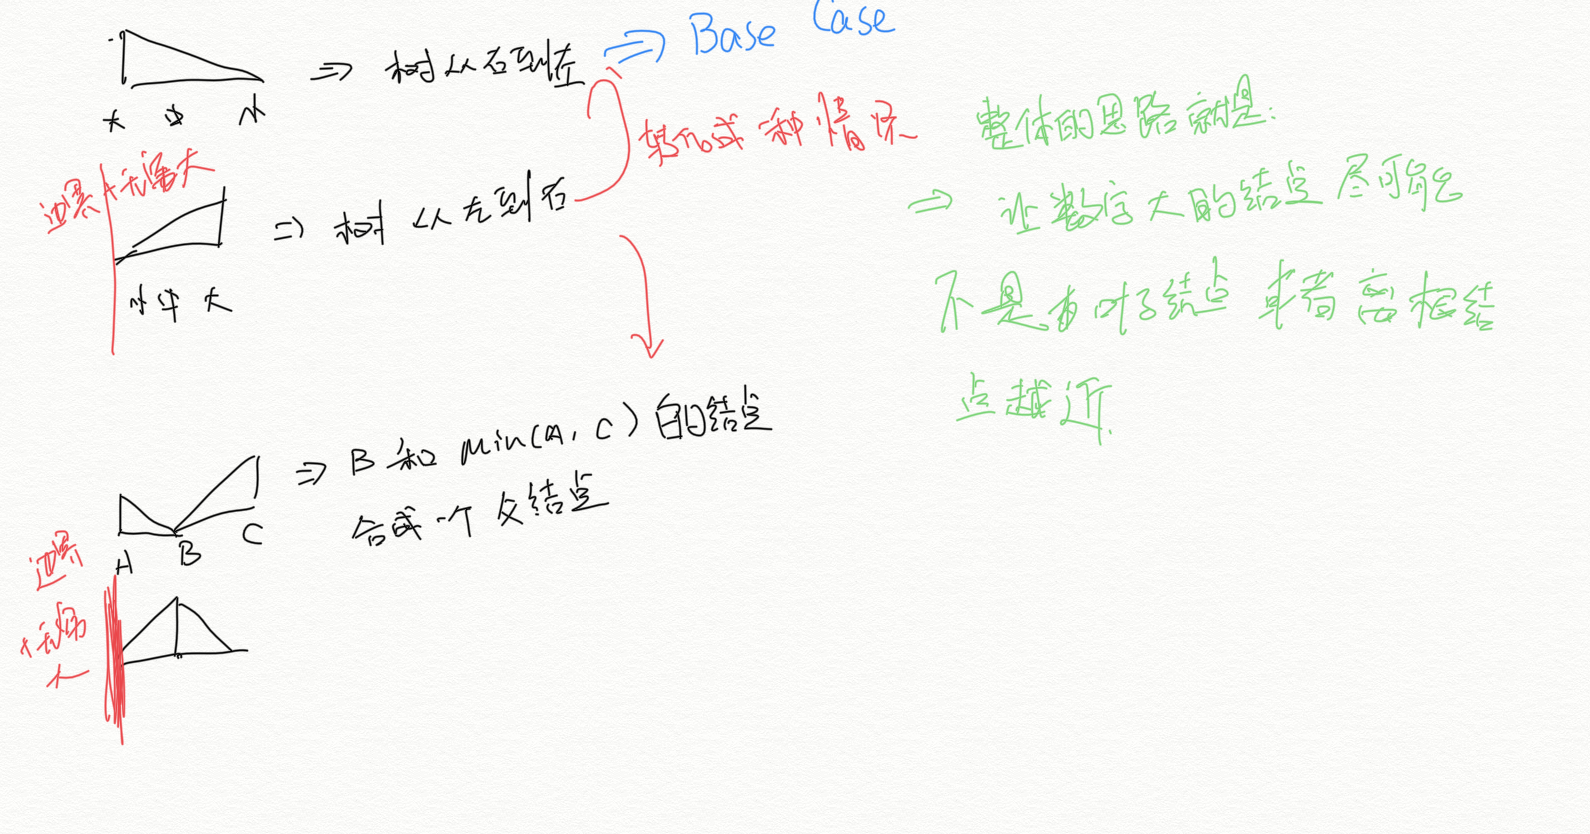 ⇒ 树从右到左 ⇒ Base Case
大 中 小
转化成一种情况
边界+无穷大
⇒ 树从左到右
小 中 大
整体的思路就是:
⇒ 让数字大的结点尽可能
不是叶子结点 或者 离根结
点越近.
⇒ B 和 Min(A, C) 的结点
合成一个父结点
A B C
边界
+无穷
大